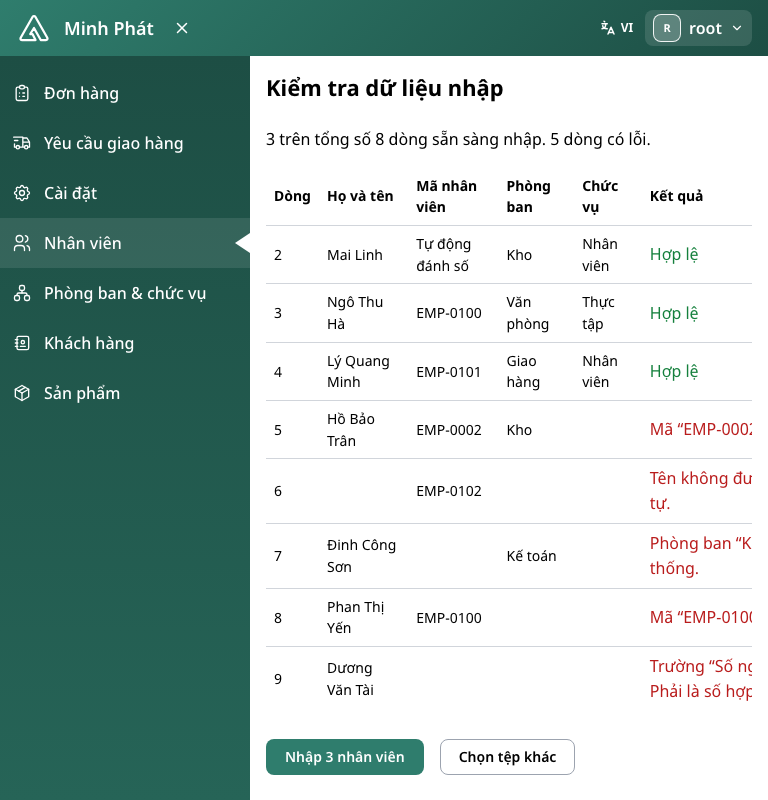 Minh Phát
VI
R
root
Đơn hàng
Yêu cầu giao hàng
Cài đặt
Nhân viên
Phòng ban & chức vụ
Khách hàng
Sản phẩm
Kiểm tra dữ liệu nhập
3 trên tổng số 8 dòng sẵn sàng nhập. 5 dòng có lỗi.
Dòng Họ và tên Mã nhân viên Phòng ban Chức vụ Kết quả
2 Mai Linh Tự động đánh số Kho Nhân viên Hợp lệ
3 Ngô Thu Hà EMP-0100 Văn phòng Thực tập Hợp lệ
4 Lý Quang Minh EMP-0101 Giao hàng Nhân viên Hợp lệ
5 Hồ Bảo Trân EMP-0002 Kho Mã “EMP-0002
6 EMP-0102 Tên không tự.
7 Đinh Công Sơn Kế toán Phòng ban thống.
8 Phan Thị Yến EMP-0100 Mã “EMP-0100
9 Dương Văn Tài Trường “Số Phải là số hợp
Nhập 3 nhân viên
Chọn tệp khác